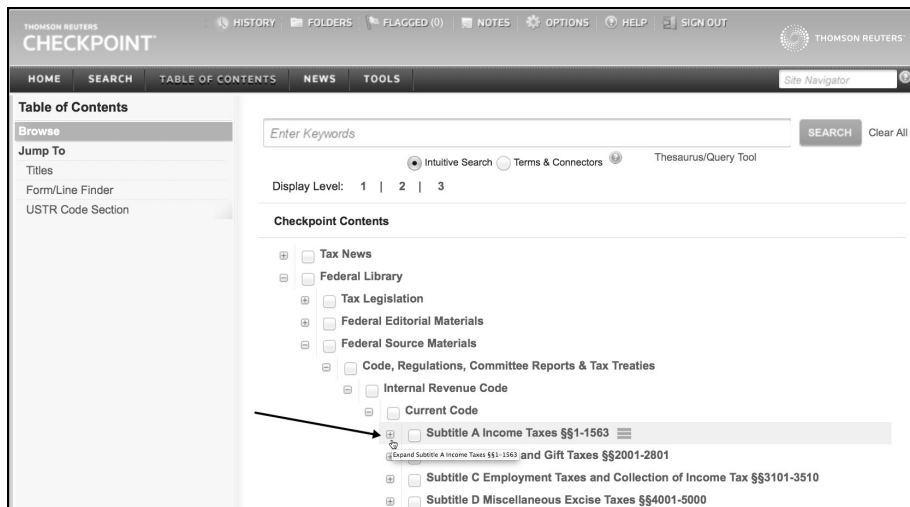 THOMSON REUTERS
CHECKPOINT™
HISTORY FOLDERS FLAGGED (0) NOTES OPTIONS HELP SIGN OUT
THOMSON REUTERS
HOME SEARCH TABLE OF CONTENTS NEWS TOOLS Site Navigator
Table of Contents
Browse
Jump To
Titles
Form/Line Finder
USTR Code Section
Enter Keywords SEARCH Clear All
Intuitive Search Terms & Connectors Thesaurus/Query Tool
Display Level: 1 | 2 | 3
Checkpoint Contents
Tax News
Federal Library
Tax Legislation
Federal Editorial Materials
Federal Source Materials
Code, Regulations, Committee Reports & Tax Treaties
Internal Revenue Code
Current Code
Subtitle A Income Taxes §§1-1563
Expand Subtitle A Income Taxes §§1-1563 and Gift Taxes §§2001-2801
Subtitle C Employment Taxes and Collection of Income Tax §§3101-3510
Subtitle D Miscellaneous Excise Taxes §§4001-5000